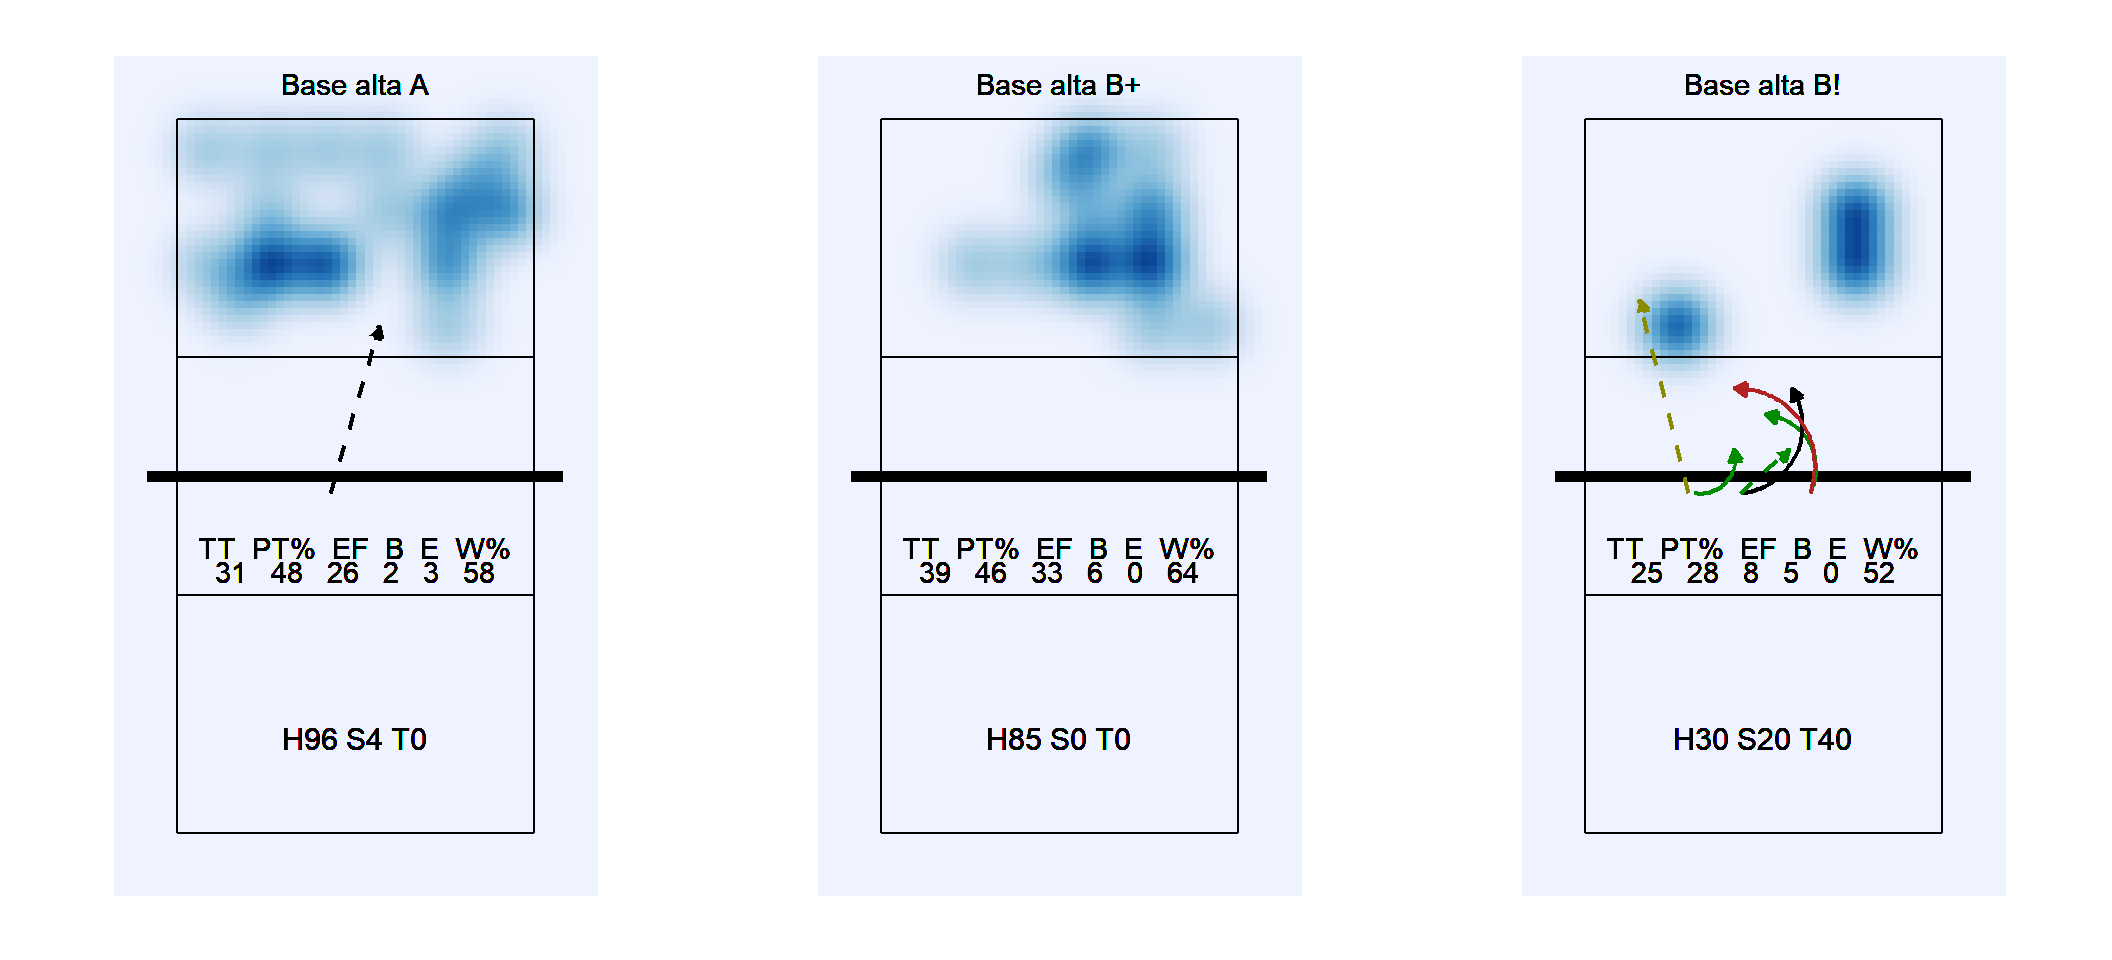 Base alta A
TT PT% EF B E W%
31 48 26 2 3 58
H96 S4 T0
Base alta B+
TT PT% EF B E W%
39 46 33 6 0 64
H85 S0 T0
Base alta B!
TT PT% EF B E W%
25 28 8 5 0 52
H30 S20 T40